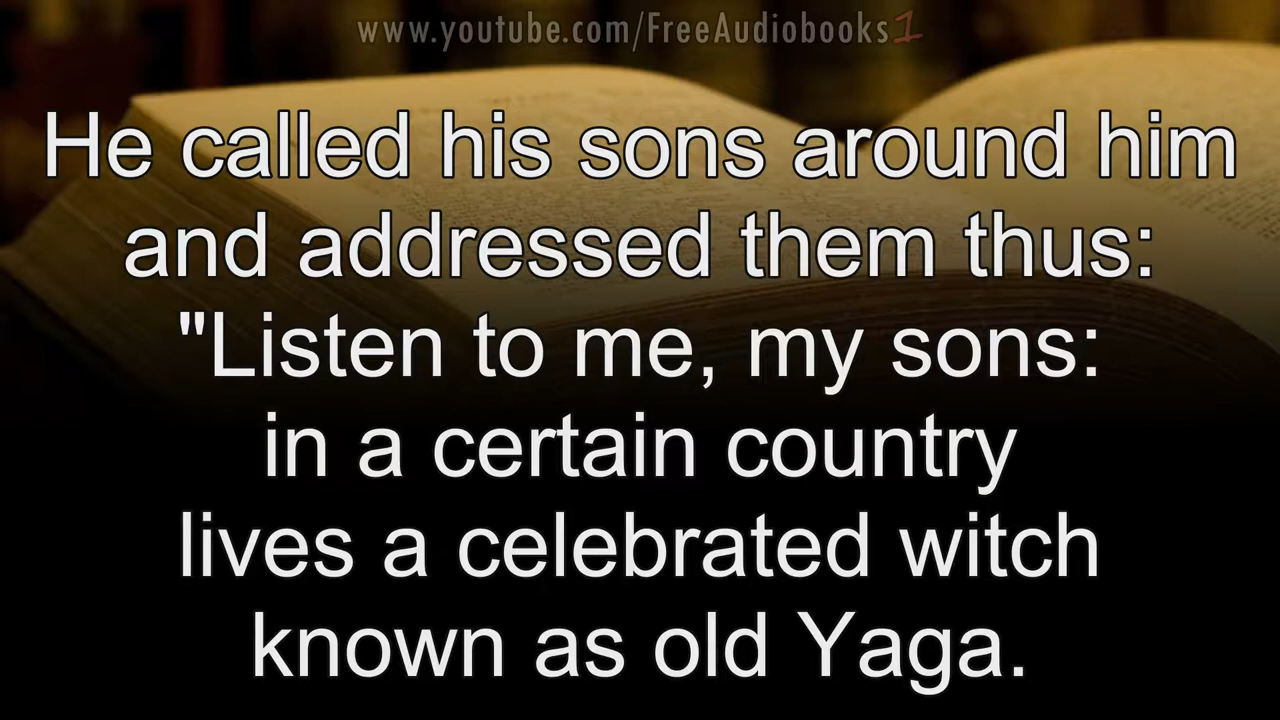 www.youtube.com/FreeAudiobooks1
He called his sons around him
and addressed them thus:
"Listen to me, my sons:
in a certain country
lives a celebrated witch
known as old Yaga.